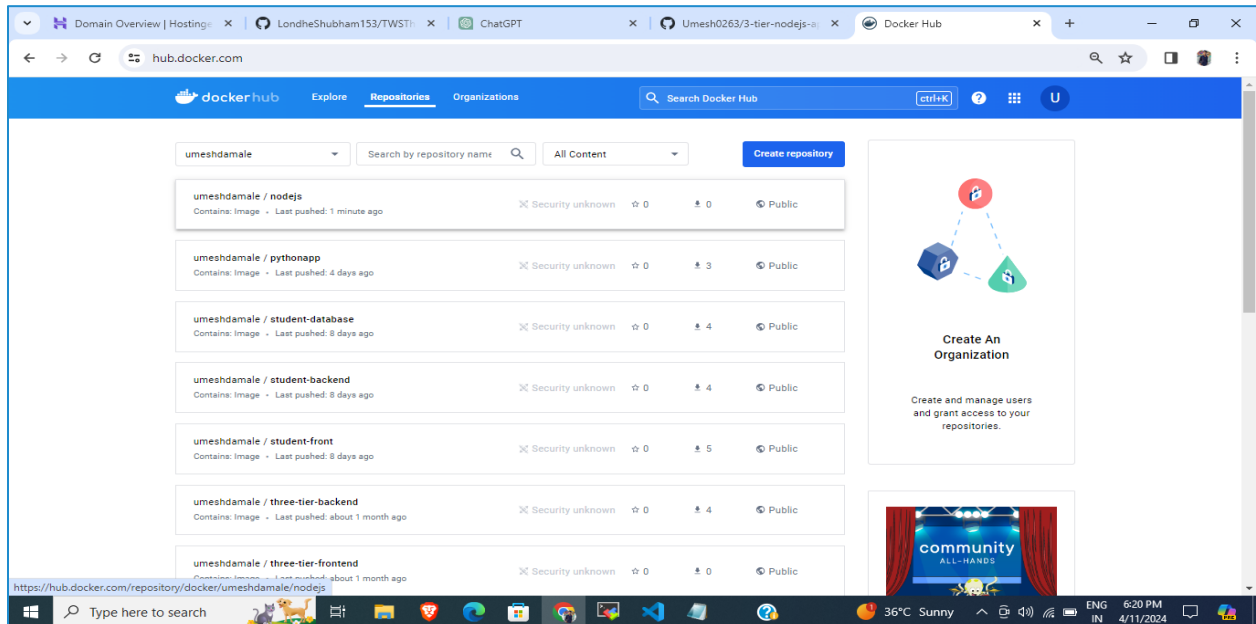 Domain Overview | Hostinge
LondheShubham153/TWSTh
ChatGPT
Umesh0263/3-tier-nodejs-a
Docker Hub
hub.docker.com
dockerhub
Explore
Repositories
Organizations
Search Docker Hub
ctrl+K
?
U
umeshdamale
Search by repository name
All Content
Create repository
umeshdamale / nodejs
Contains: Image • Last pushed: 1 minute ago
Security unknown
0
0
Public
umeshdamale / pythonapp
Contains: Image • Last pushed: 4 days ago
Security unknown
0
3
Public
umeshdamale / student-database
Contains: Image • Last pushed: 8 days ago
Security unknown
0
4
Public
umeshdamale / student-backend
Contains: Image • Last pushed: 8 days ago
Security unknown
0
4
Public
umeshdamale / student-front
Contains: Image • Last pushed: 8 days ago
Security unknown
0
5
Public
umeshdamale / three-tier-backend
Contains: Image • Last pushed: about 1 month ago
Security unknown
0
4
Public
umeshdamale / three-tier-frontend
Contains: Image • Last pushed: about 1 month ago
Security unknown
0
0
Public
Create An
Organization
Create and manage users
and grant access to your
repositories.
community
ALL-HANDS
https://hub.docker.com/repository/docker/umeshdamale/nodejs
Type here to search
36°C Sunny
ENG
IN
6:20 PM
4/11/2024